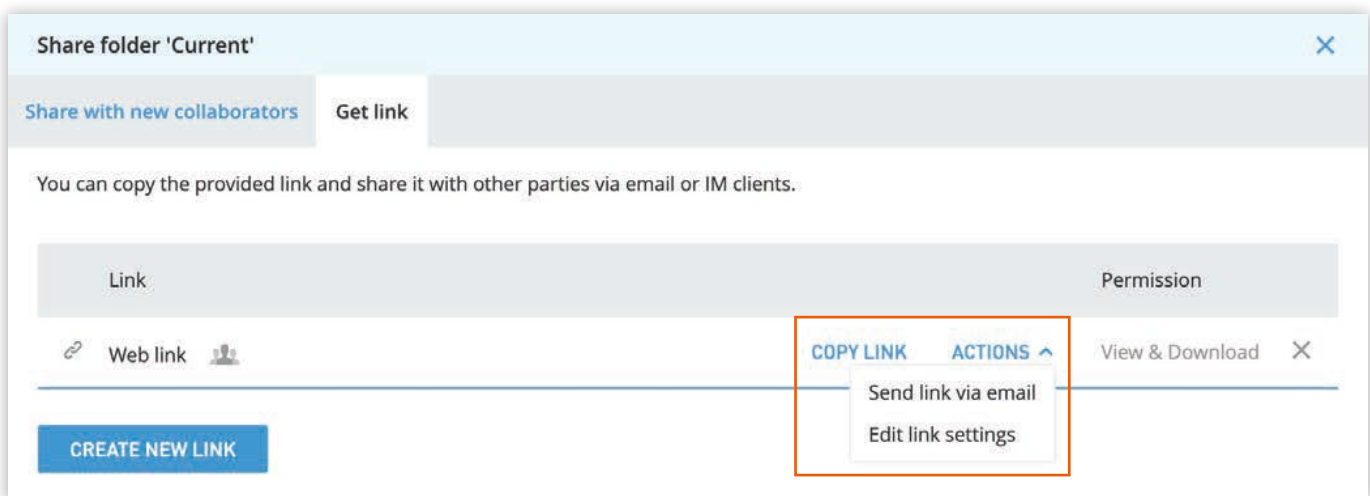 Share folder 'Current'
Share with new collaborators Get link
You can copy the provided link and share it with other parties via email or IM clients.
Link Permission
Web link COPY LINK ACTIONS View & Download
Send link via email
Edit link settings
CREATE NEW LINK